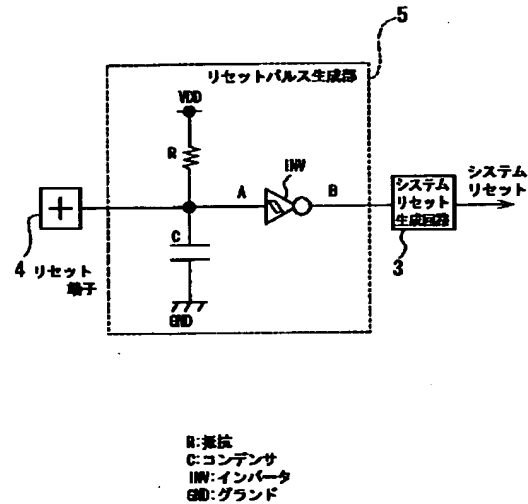 5
リセットパルス生成部
VDD
R
INV
A
B
C
GND
4 リセット
端子
システム
リセット
生成回路
3
システム
リセット
R:抵抗
C:コンデンサ
INV:インバータ
GND:グランド